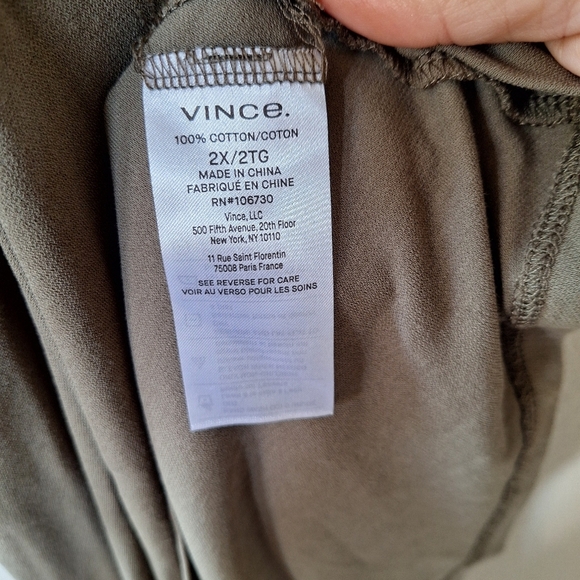 VINCE.
100% COTTON/COTON
2X/2TG
MADE IN CHINA
FABRIQUÉ EN CHINE
RN#106730
Vince, LLC
500 Fifth Avenue, 20th Floor
New York, NY 10110
11 Rue Saint Florentin
75008 Paris France
SEE REVERSE FOR CARE
VOIR AU VERSO POUR LES SOINS